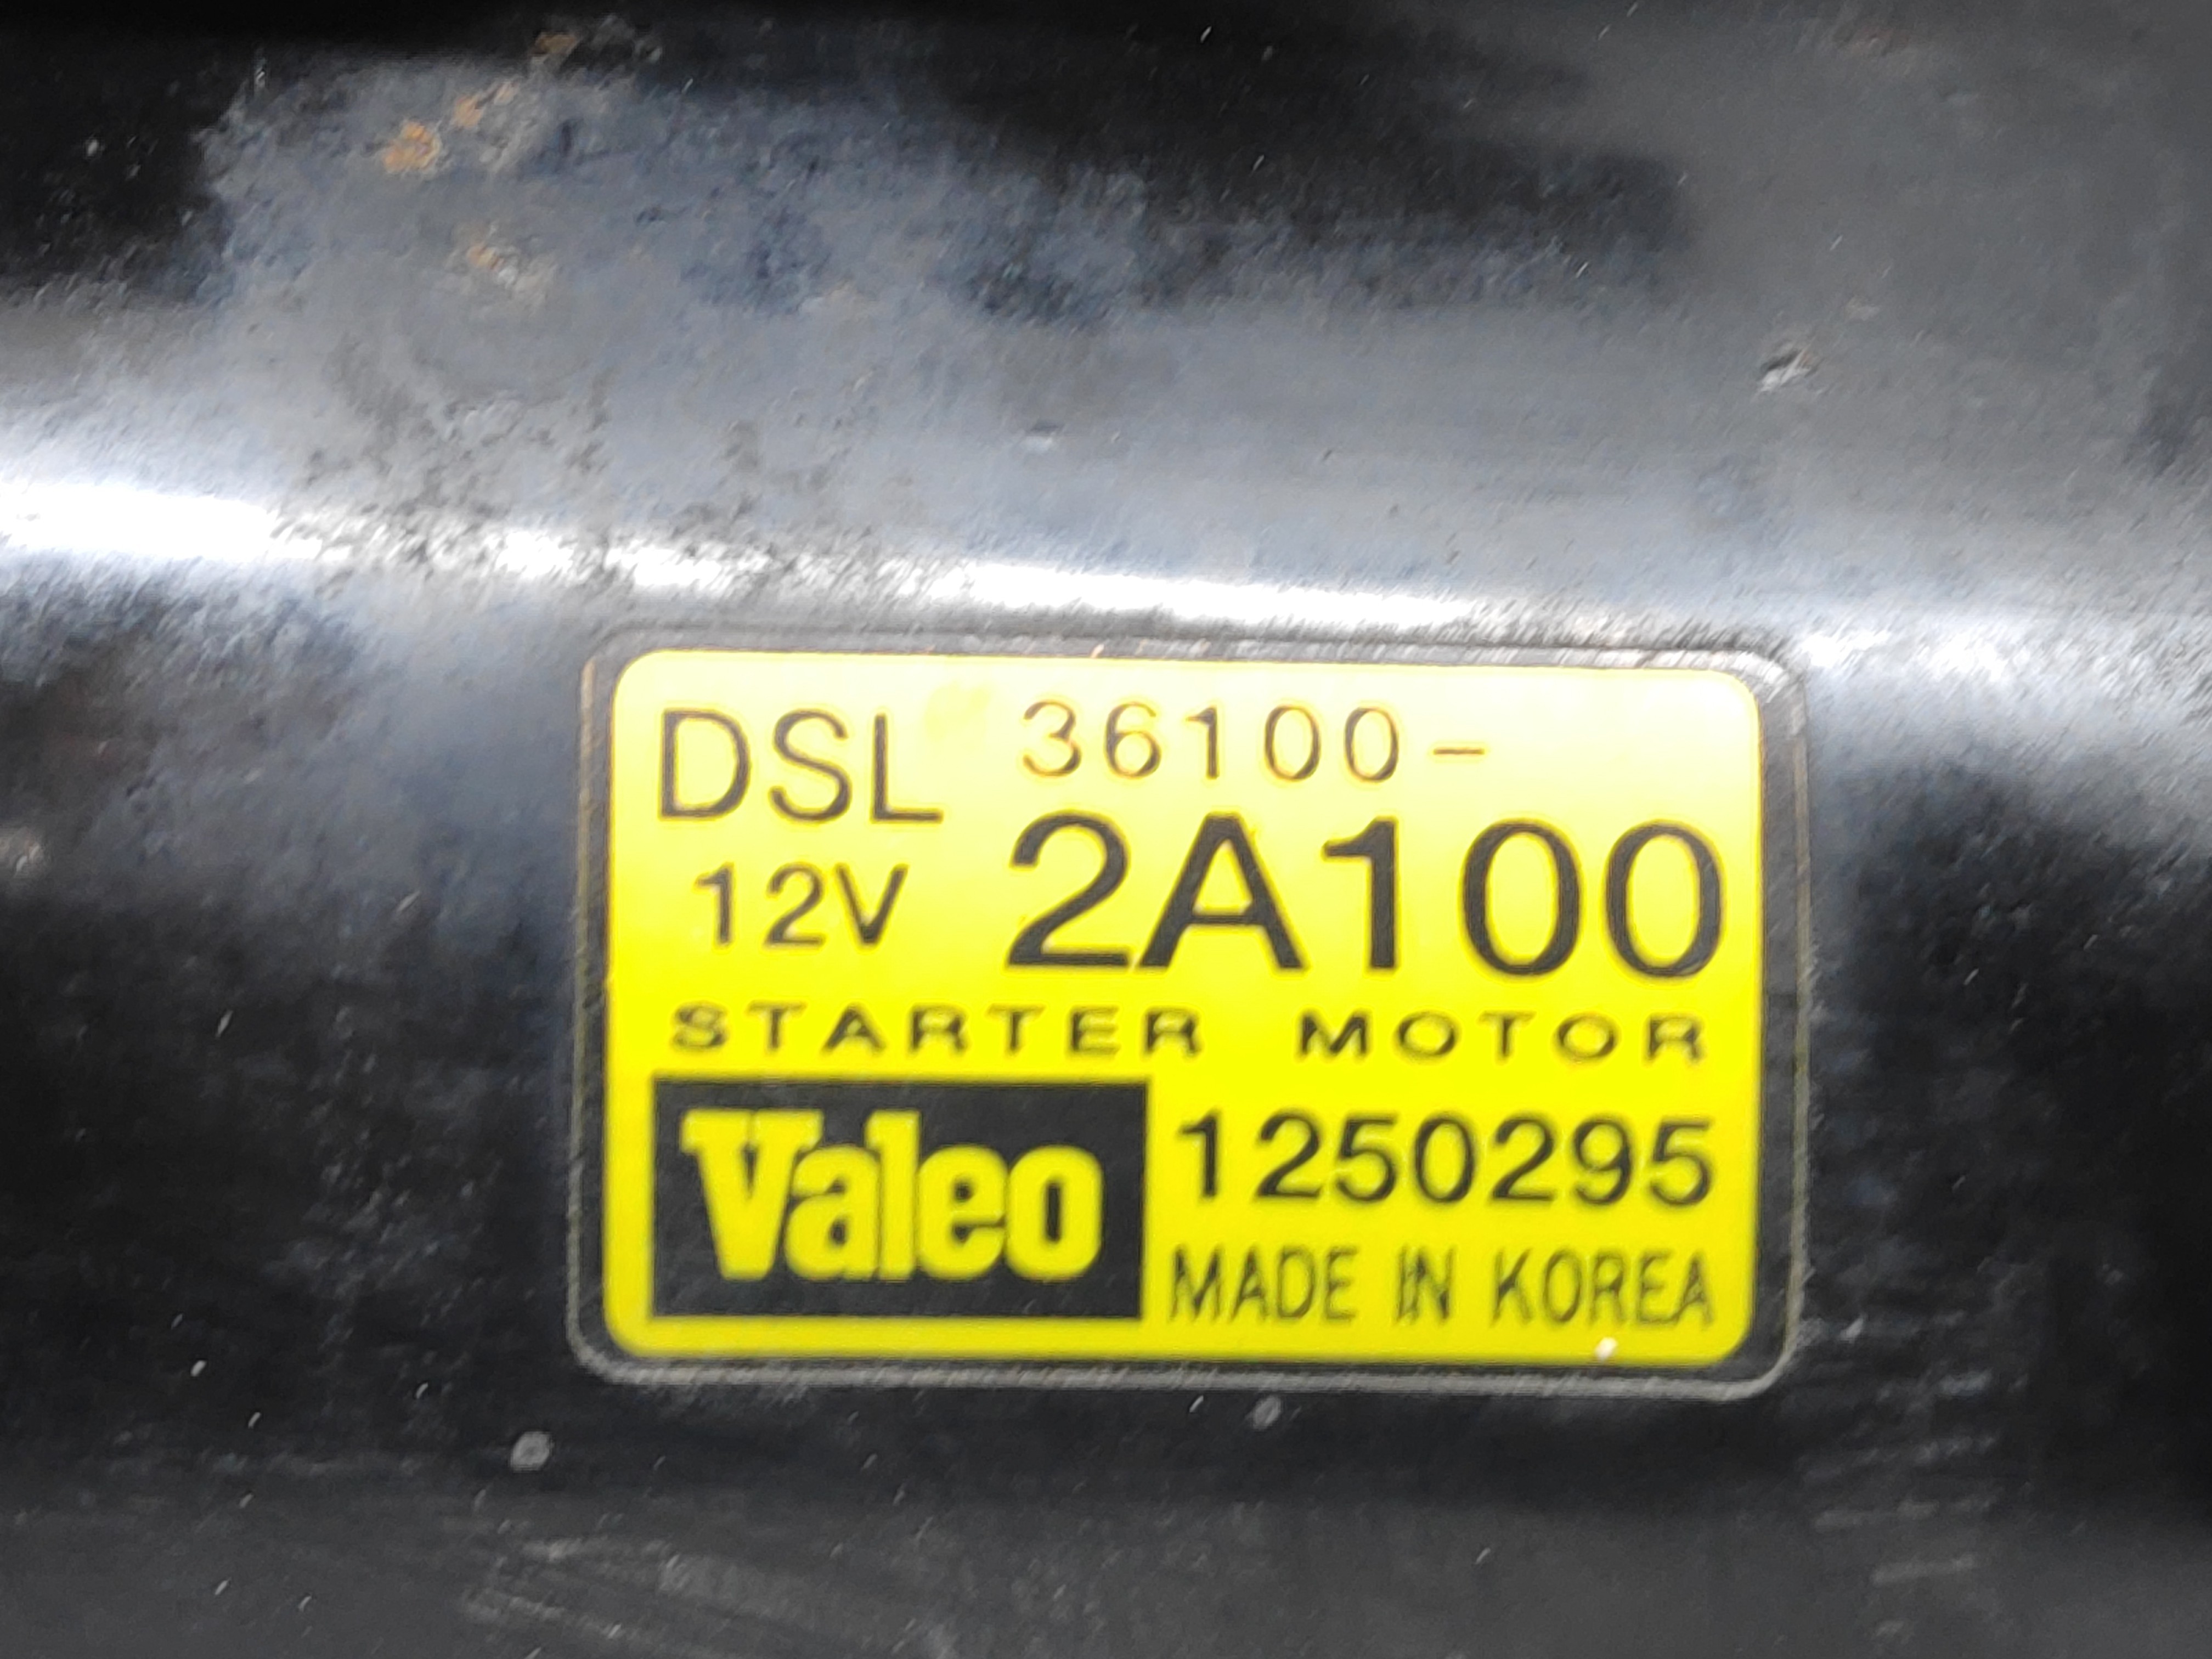 DSL 36100-
12V 2A100
STARTER MOTOR
Valeo 1250295
MADE IN KOREA